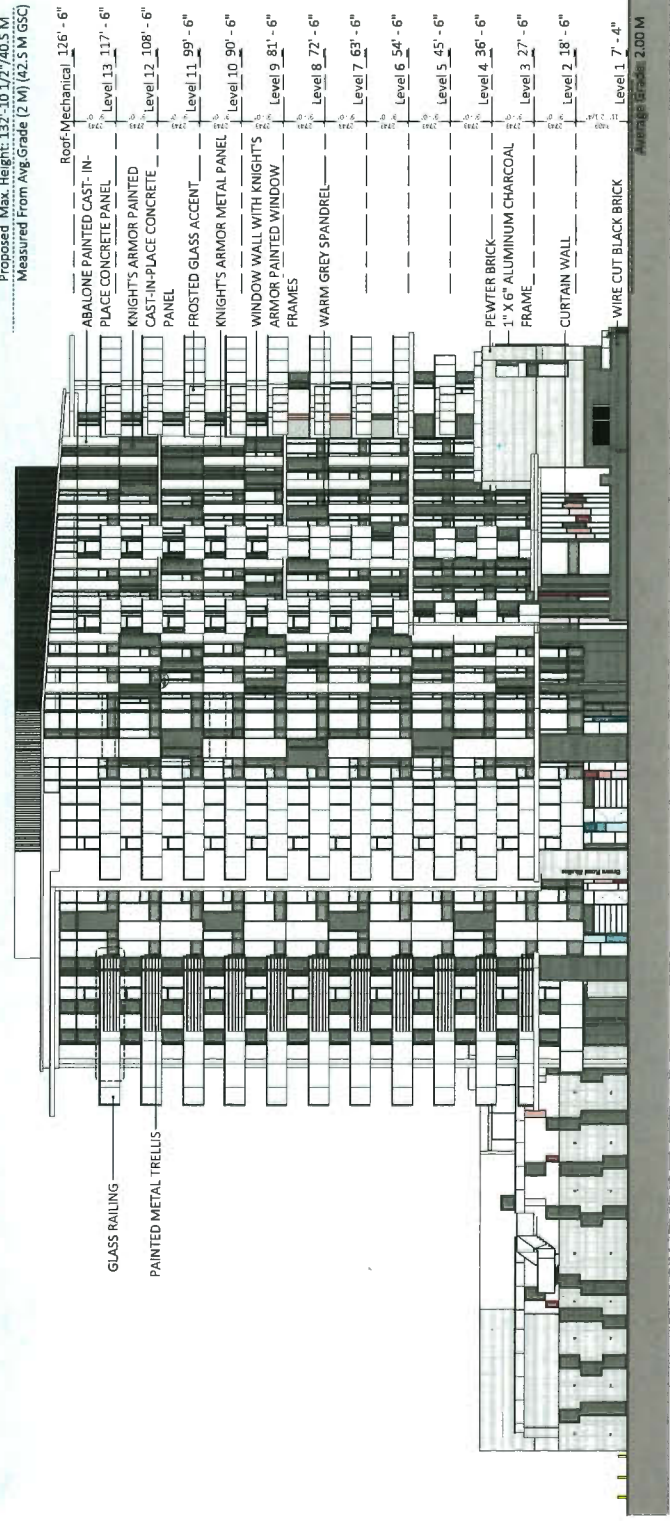 Proposed Max. Height: 132'-10 1/2"/40.5 M
Measured From Avg.Grade (2 M) (42.5 M GSC)
Roof-Mechanical 126' - 6"
ABALONE PAINTED CAST- IN-
PLACE CONCRETE PANEL
Level 13 117' - 6"
KNIGHT'S ARMOR PAINTED
CAST-IN-PLACE CONCRETE
PANEL
Level 12 108' - 6"
FROSTED GLASS ACCENT
Level 11 99' - 6"
KNIGHT'S ARMOR METAL PANEL
Level 10 90' - 6"
WINDOW WALL WITH KNIGHT'S
ARMOR PAINTED WINDOW
FRAMES
Level 9 81' - 6"
WARM GREY SPANDREL
Level 8 72' - 6"
Level 7 63' - 6"
Level 6 54' - 6"
Level 5 45' - 6"
PEWTER BRICK
Level 4 36' - 6"
1" X 6" ALUMINUM CHARCOAL
FRAME
Level 3 27' - 6"
CURTAIN WALL
Level 2 18' - 6"
WIRE CUT BLACK BRICK
Level 1 7' - 4"
Average Grade: 2.00 M
GLASS RAILING
PAINTED METAL TRELLIS